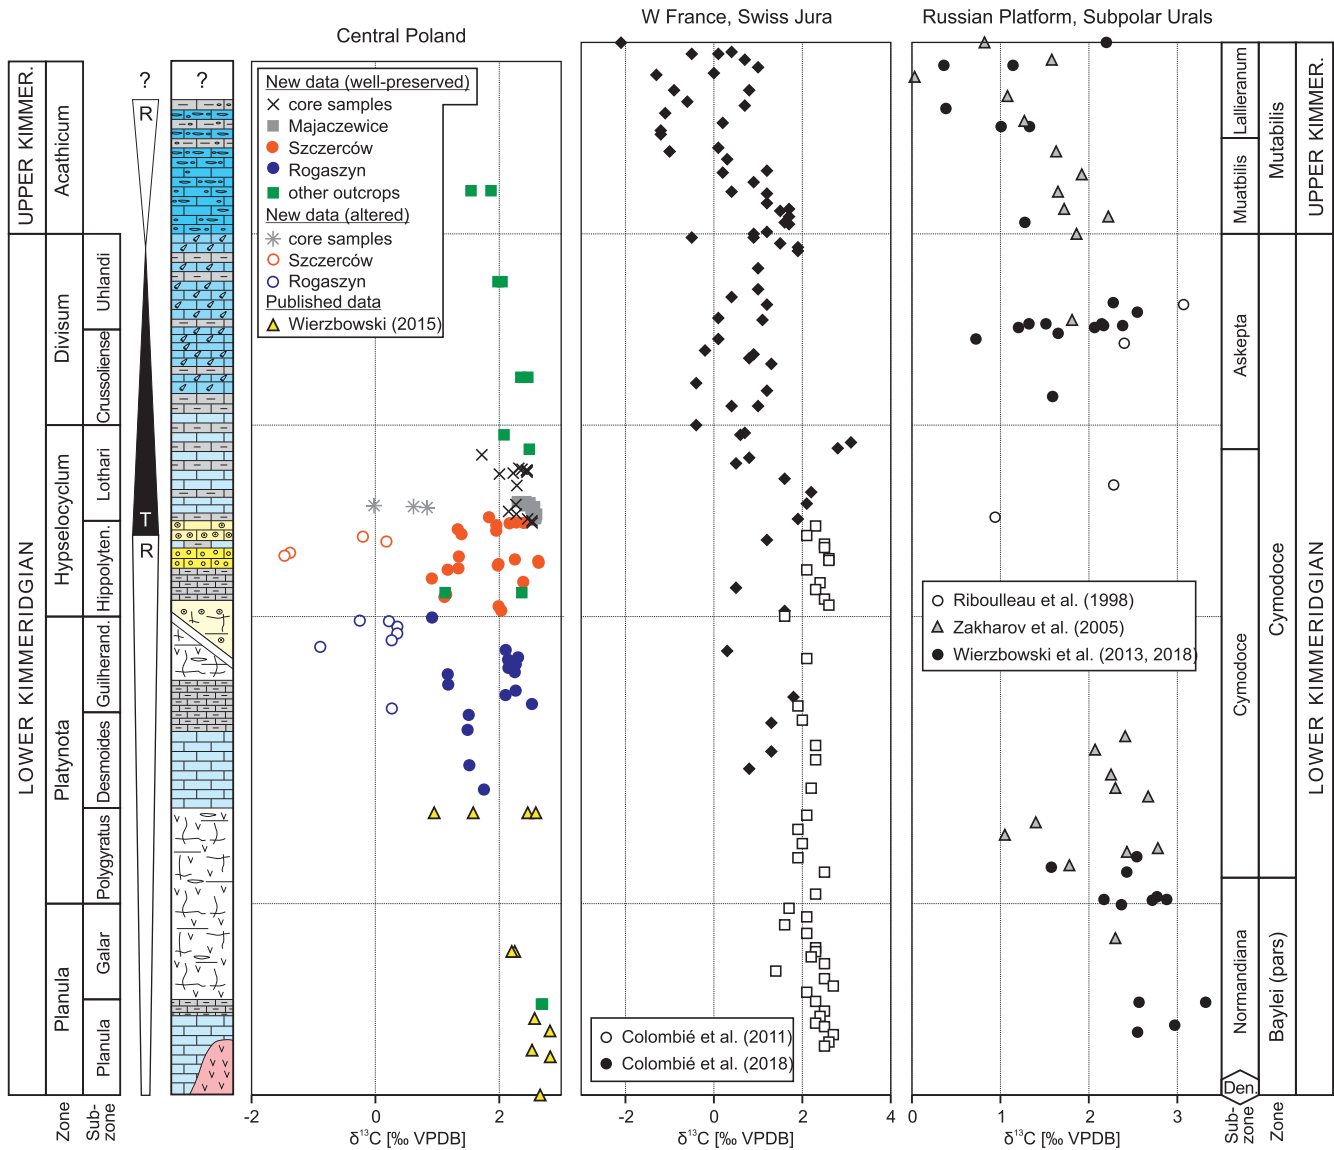 W France, Swiss Jura
Russian Platform, Subpolar Urals
Central Poland
UPPER KIMMER.
Acathicum
?
R
?
New data (well-preserved)
core samples
Majaczewice
Szczerców
Rogaszyn
other outcrops
New data (altered)
core samples
Szczerców
Rogaszyn
Published data
Wierzbowski (2015)
Lallieranum
Muatbilis
Mutabilis
UPPER KIMMER.
LOWER KIMMERIDGIAN
Divisum
Uhlandi
Crussoliense
Hypselocyclum
Lothari
Hippolyten.
T
R
Platynota
Guilherand.
Desmoides
Polygyratus
Planula
Galar
Planula
Askepta
Cymodoce
Cymodoce
LOWER KIMMERIDGIAN
Riboulleau et al. (1998)
Zakharov et al. (2005)
Wierzbowski et al. (2013, 2018)
Normandiana
Baylei (pars)
Den.
Colombié et al. (2011)
Colombié et al. (2018)
Zone
Sub-
zone
-2 0 2
δ¹³C [‰ VPDB]
-2 0 2 4
δ¹³C [‰ VPDB]
0 1 2 3
δ¹³C [‰ VPDB]
Sub-
zone
Zone